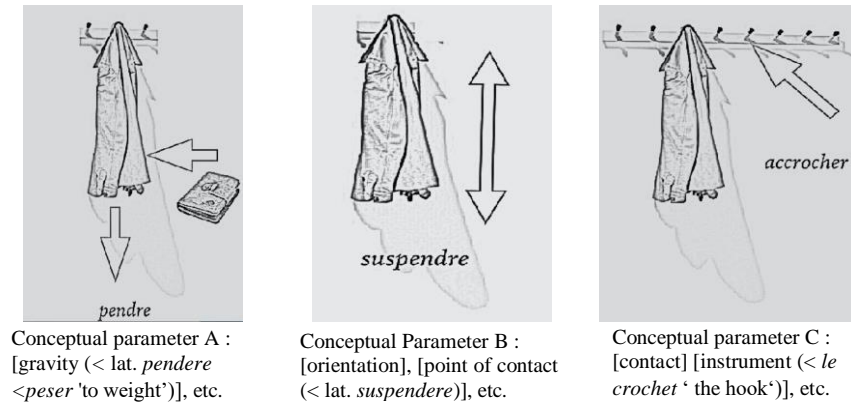 pendre
suspendre
accrocher
Conceptual parameter A :
[gravity (< lat. pendere
<peser 'to weight’)], etc.
Conceptual Parameter B :
[orientation], [point of contact
(< lat. suspendere)], etc.
Conceptual parameter C :
[contact] [instrument (< le
crochet ‘ the hook‘)], etc.